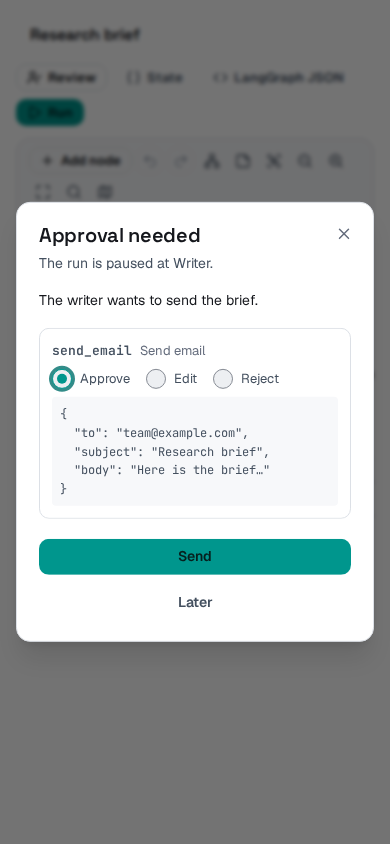 Research brief
Review
State
LangGraph JSON
Run
Add node
Approval needed
The run is paused at Writer.
The writer wants to send the brief.
send_email Send email
Approve Edit Reject
{
"to": "team@example.com",
"subject": "Research brief",
"body": "Here is the brief…"
}
Send
Later